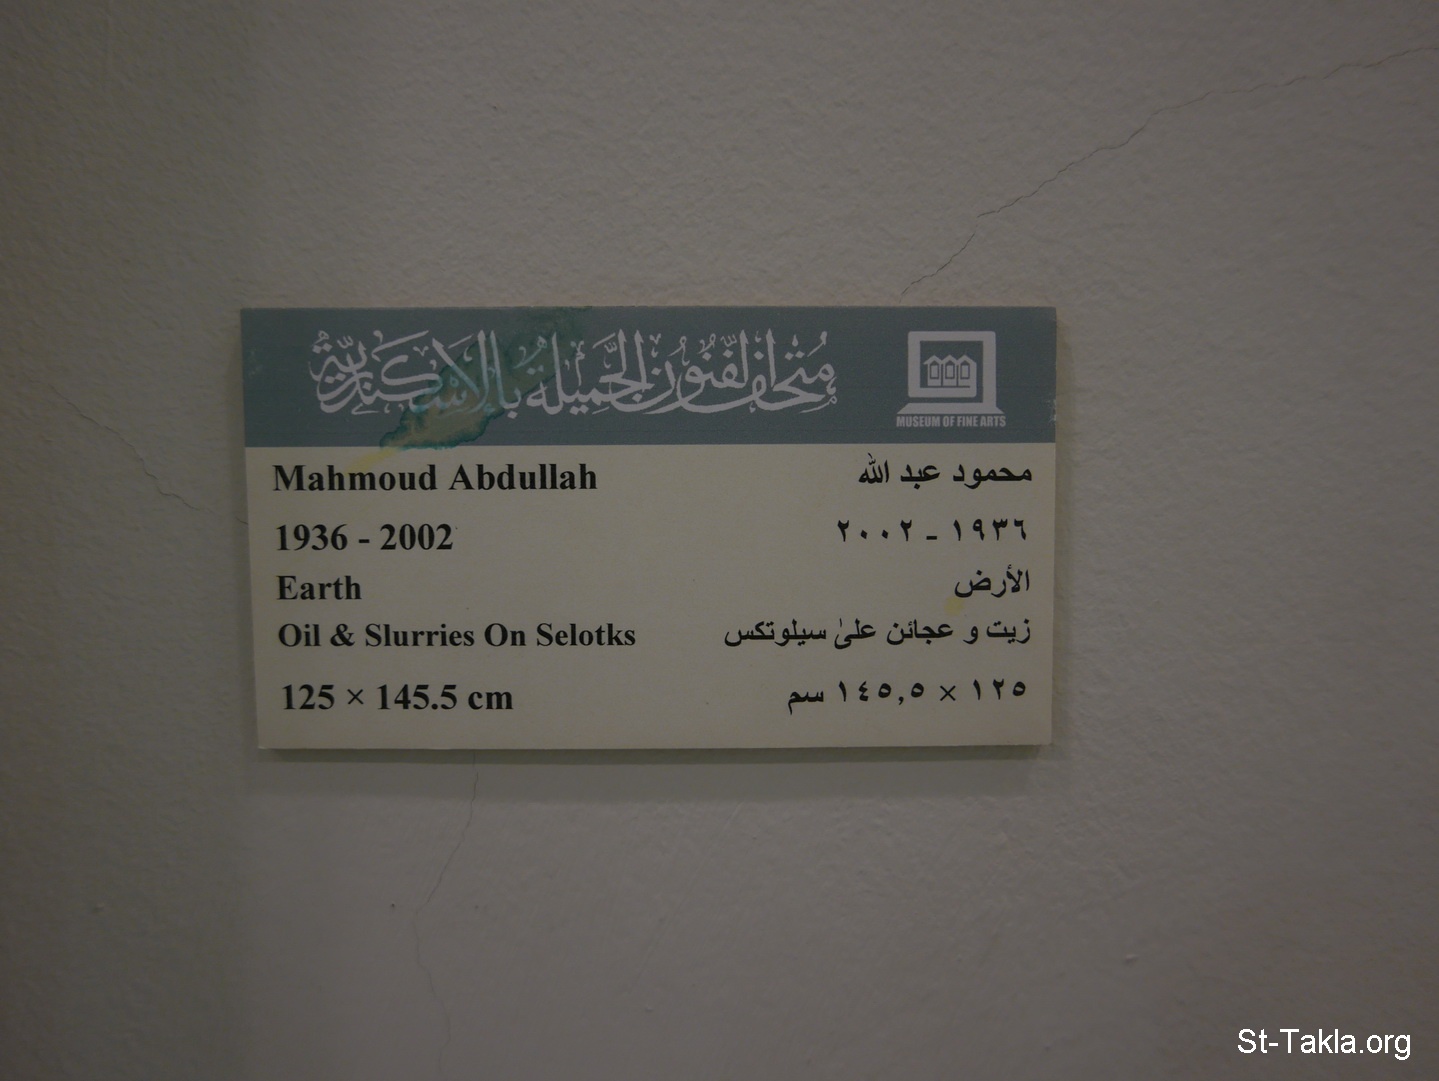 متحف الفنون الجميلة بالإسكندرية
MUSEUM OF FINE ARTS
Mahmoud Abdullah
محمود عبد الله
1936 - 2002
١٩٣٦ - ٢٠٠٢
Earth
الأرض
Oil & Slurries On Selotks
زيت و عجائن علىٰ سيلوتكس
125 × 145.5 cm
١٢٥ × ١٤٥,٥ سم
St-Takla.org